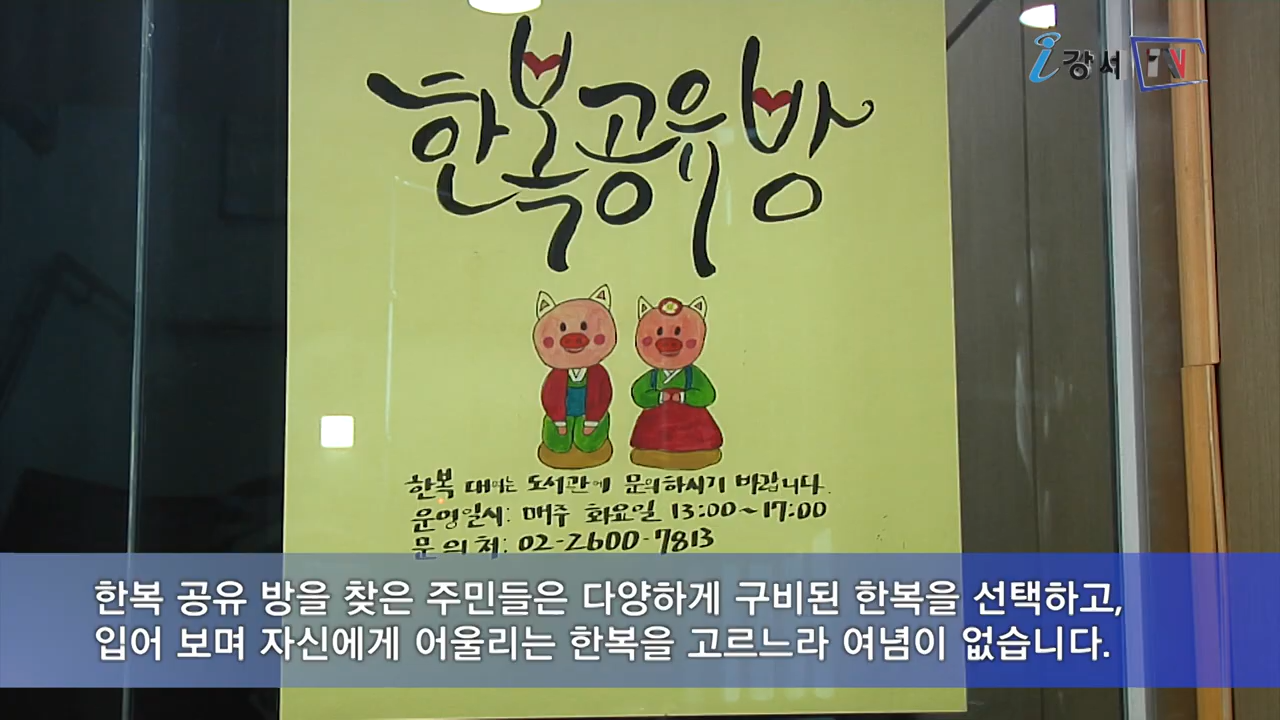 i강서TV
한복공유방
한복 대여는 도서관에 문의하시기 바랍니다.
운영일시: 매주 화요일 13:00~17:00
문의처: 02-2600-7813
한복 공유 방을 찾은 주민들은 다양하게 구비된 한복을 선택하고,
입어 보며 자신에게 어울리는 한복을 고르느라 여념이 없습니다.